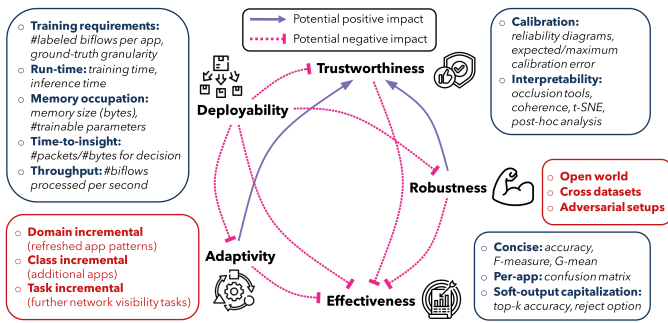 Training requirements:
#labeled biflows per app,
ground-truth granularity
Run-time: training time,
inference time
Memory occupation:
memory size (bytes),
#trainable parameters
Time-to-insight:
#packets/#bytes for decision
Throughput: #biflows
processed per second
Potential positive impact
Potential negative impact
Calibration:
reliability diagrams,
expected/maximum
calibration error
Interpretability:
occlusion tools,
coherence, t-SNE,
post-hoc analysis
Trustworthiness
Deployability
Robustness
Open world
Cross datasets
Adversarial setups
Domain incremental
(refreshed app patterns)
Class incremental
(additional apps)
Task incremental
(further network visibility tasks)
Adaptivity
Effectiveness
Concise: accuracy,
F-measure, G-mean
Per-app: confusion matrix
Soft-output capitalization:
top-k accuracy, reject option